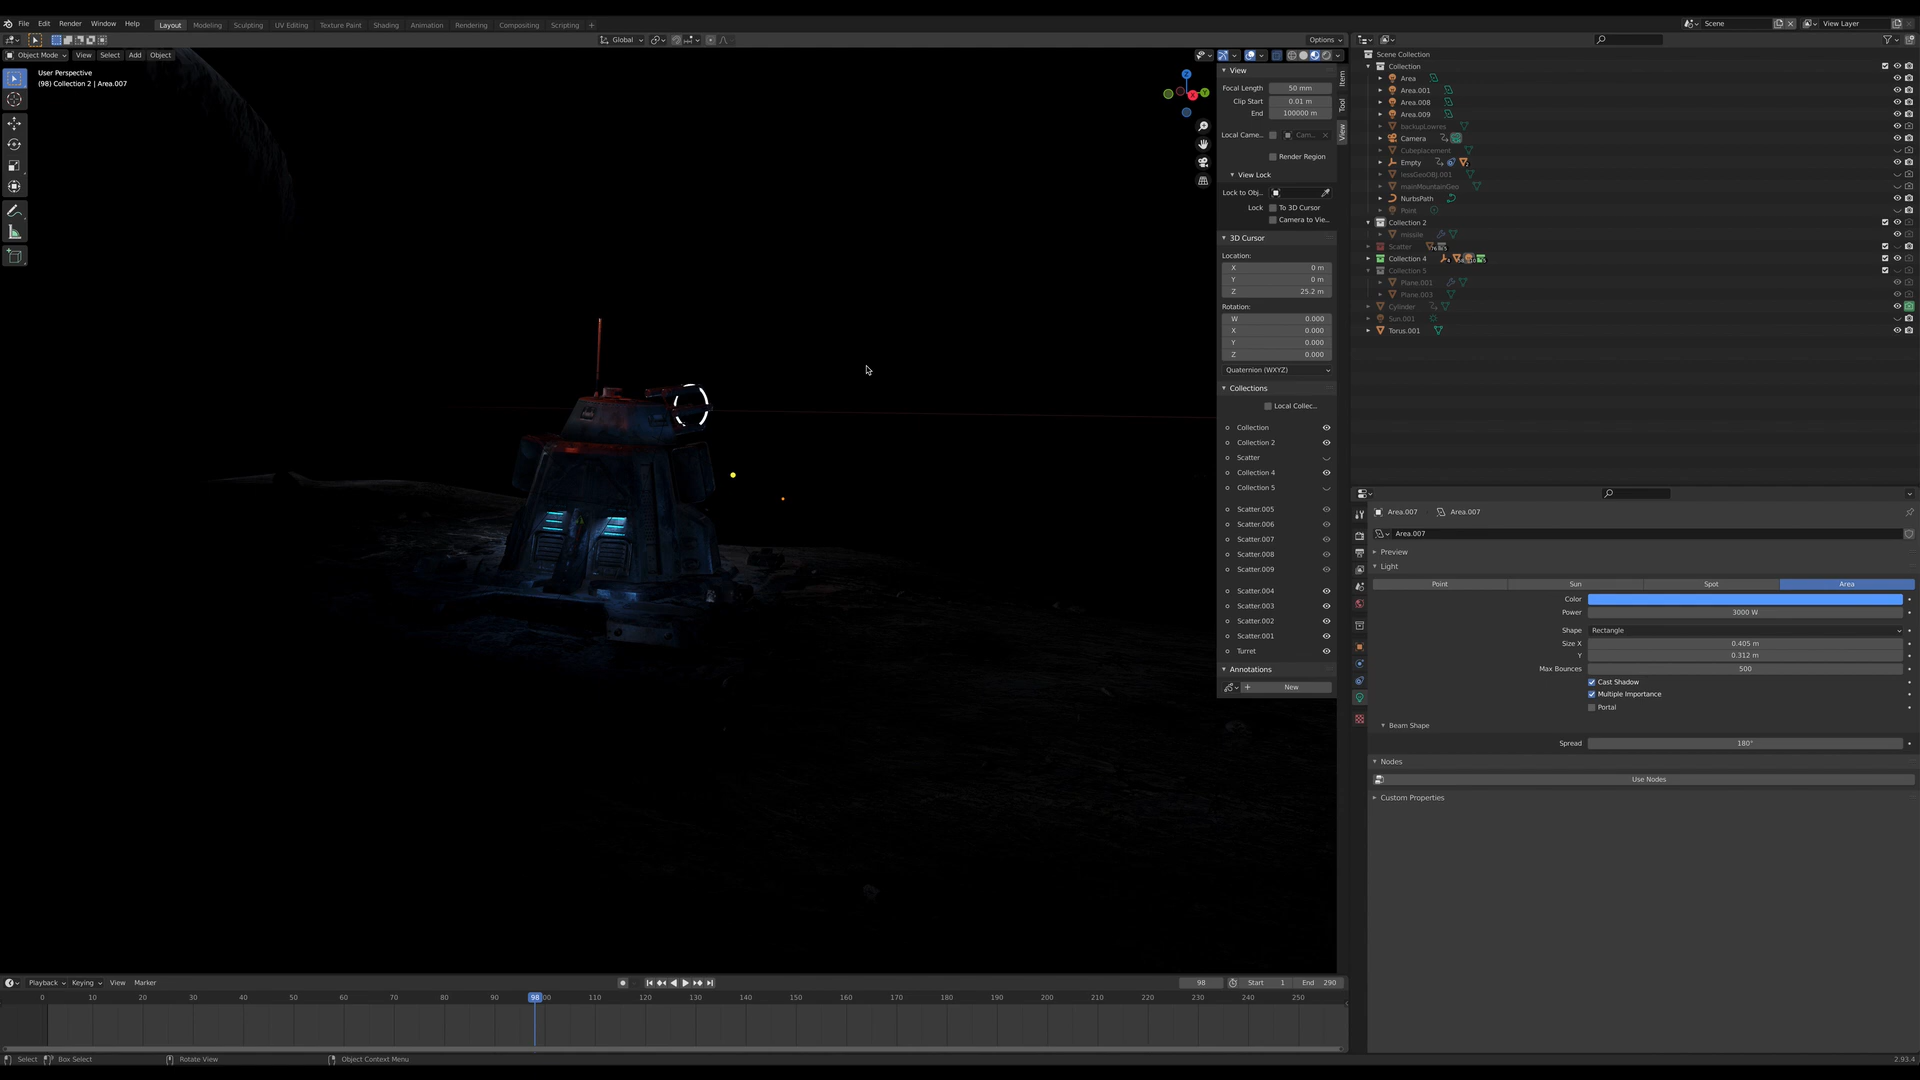 File Edit Render Window Help Layout Modeling Sculpting UV Editing Texture Paint Shading Animation Rendering Compositing Scripting + Scene View Layer
Global Options
Object Mode View Select Add Object
User Perspective
(98) Collection 2 | Area.007
Z
X
Y
View
Focal Length 50 mm
Clip Start 0.01 m
End 100000 m
Local Came... Cam...
Render Region
View Lock
Lock to Obj...
Lock To 3D Cursor
Camera to Vie...
3D Cursor
Location:
X 0 m
Y 0 m
Z 25.2 m
Rotation:
W 0.000
X 0.000
Y 0.000
Z 0.000
Quaternion (WXYZ)
Collections
Local Collec...
Collection
Collection 2
Scatter
Collection 4
Collection 5
Scatter.005
Scatter.006
Scatter.007
Scatter.008
Scatter.009
Scatter.004
Scatter.003
Scatter.002
Scatter.001
Turret
Annotations
+ New
Item
Tool
View
Scene Collection
Collection
Area
Area.001
Area.008
Area.009
backupLowres
Camera
Cubeplacement
Empty
lessGeoOBJ.001
mainMountainGeo
NurbsPath
Point
Collection 2
missile
Scatter
Collection 4
Collection 5
Plane.001
Plane.003
Cylinder
Sun.001
Torus.001
Area.007 Area.007
Area.007
Preview
Light
Point Sun Spot Area
Color
Power 3000 W
Shape Rectangle
Size X 0.405 m
Y 0.312 m
Max Bounces 500
Cast Shadow
Multiple Importance
Portal
Beam Shape
Spread 180°
Nodes
Use Nodes
Custom Properties
Playback Keying View Marker 98 Start 1 End 290
0 10 20 30 40 50 60 70 80 90 98 110 120 130 140 150 160 170 180 190 200 210 220 230 240 250
Select Box Select Rotate View Object Context Menu 2.93.4